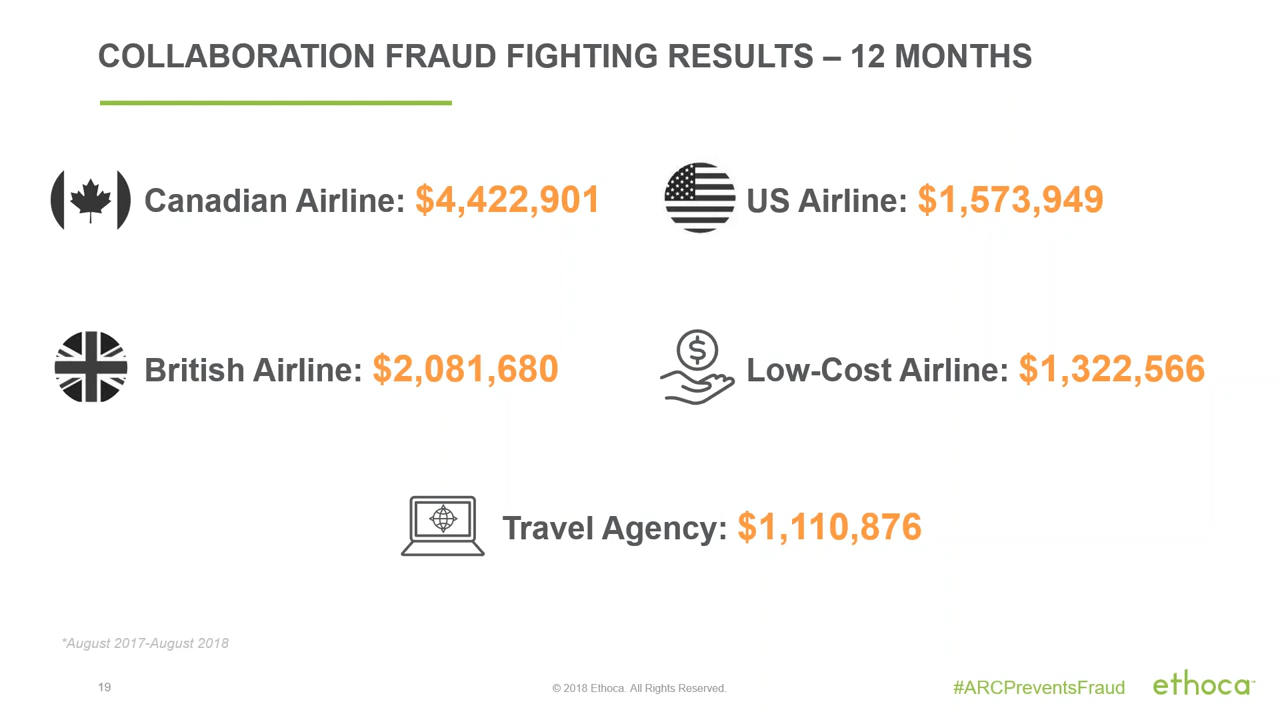 COLLABORATION FRAUD FIGHTING RESULTS – 12 MONTHS
Canadian Airline: $4,422,901
US Airline: $1,573,949
British Airline: $2,081,680
Low-Cost Airline: $1,322,566
Travel Agency: $1,110,876
*August 2017-August 2018
19
© 2018 Ethoca. All Rights Reserved.
#ARCPreventsFraud
ethoca™